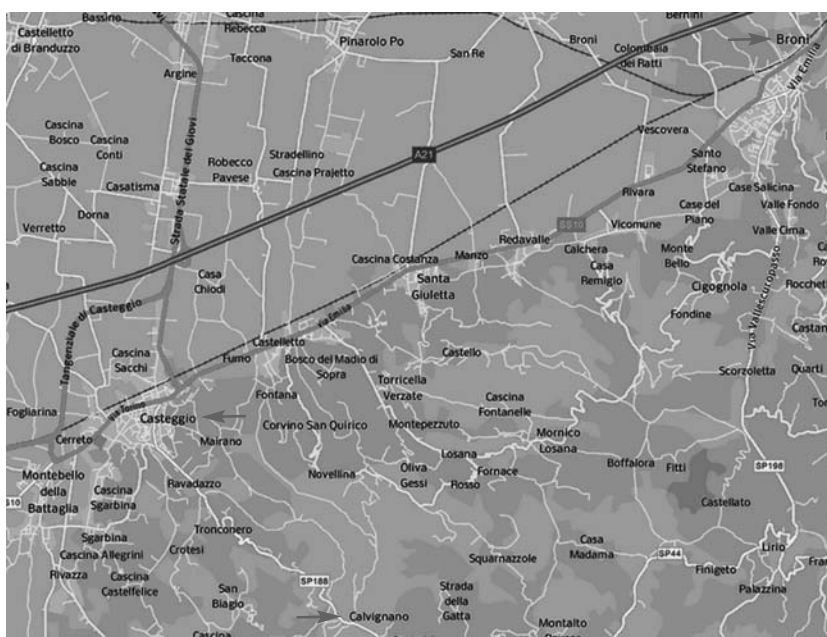 Bassino
Cascina
Rebecca
Bernini
Castelletto
di Branduzzo
Taccona
Pinarolo Po
San Re
Broni
Colombaia
dei Ratti
Broni
Argine
Via Emilia
Cascina
Bosco
Cascina
Conti
Cascina
Sabble
Casatisma
Strada Statale dei Giovi
Robecco
Pavese
Stradellino
Cascina Prajetto
A21
Vescovera
Santo
Stefano
Verretto
Dorna
Rivara
Case Salicina
Valle Fondo
Case del
Piano
SS10
Vicomune
Valle Cima
Redavalle
Manzo
Calchera
Cascina Costanza
Casa
Chiodi
Santa
Giuletta
Casa
Remigio
Monte
Bello
Cigognola
Via Vallescuropasso
Tangenziale di Casteggio
Via Emilia
Fondine
Cascina
Sacchi
Castelletto
Fumo
Bosco del Madio di
Sopra
Castello
Scorzoletta
Quarti
Torricella
Verzate
Fontana
Cascina
Fontanelle
Fogliarina
Via Torino
Casteggio
Corvino San Quirico
Montepezzuto
Cerreto
Mairano
Mornico
Losana
Losana
Montebello
della
Battaglia
Ravadazzo
Novellina
Oliva
Gessi
Fornace
Rosso
Boffalora
Fitti
SP198
Cascina
Sgarbina
Castellato
S10
Tronconero
Sgarbina
Cascina Allegrini
Crotesi
Casa
Madama
SP44
Lirio
Rivazza
Cascina
Castelfelice
San
Biagio
SP188
Squarnazzole
Finigeto
Palazzina
Strada
della
Gatta
Calvignano
Montalto
Cascina